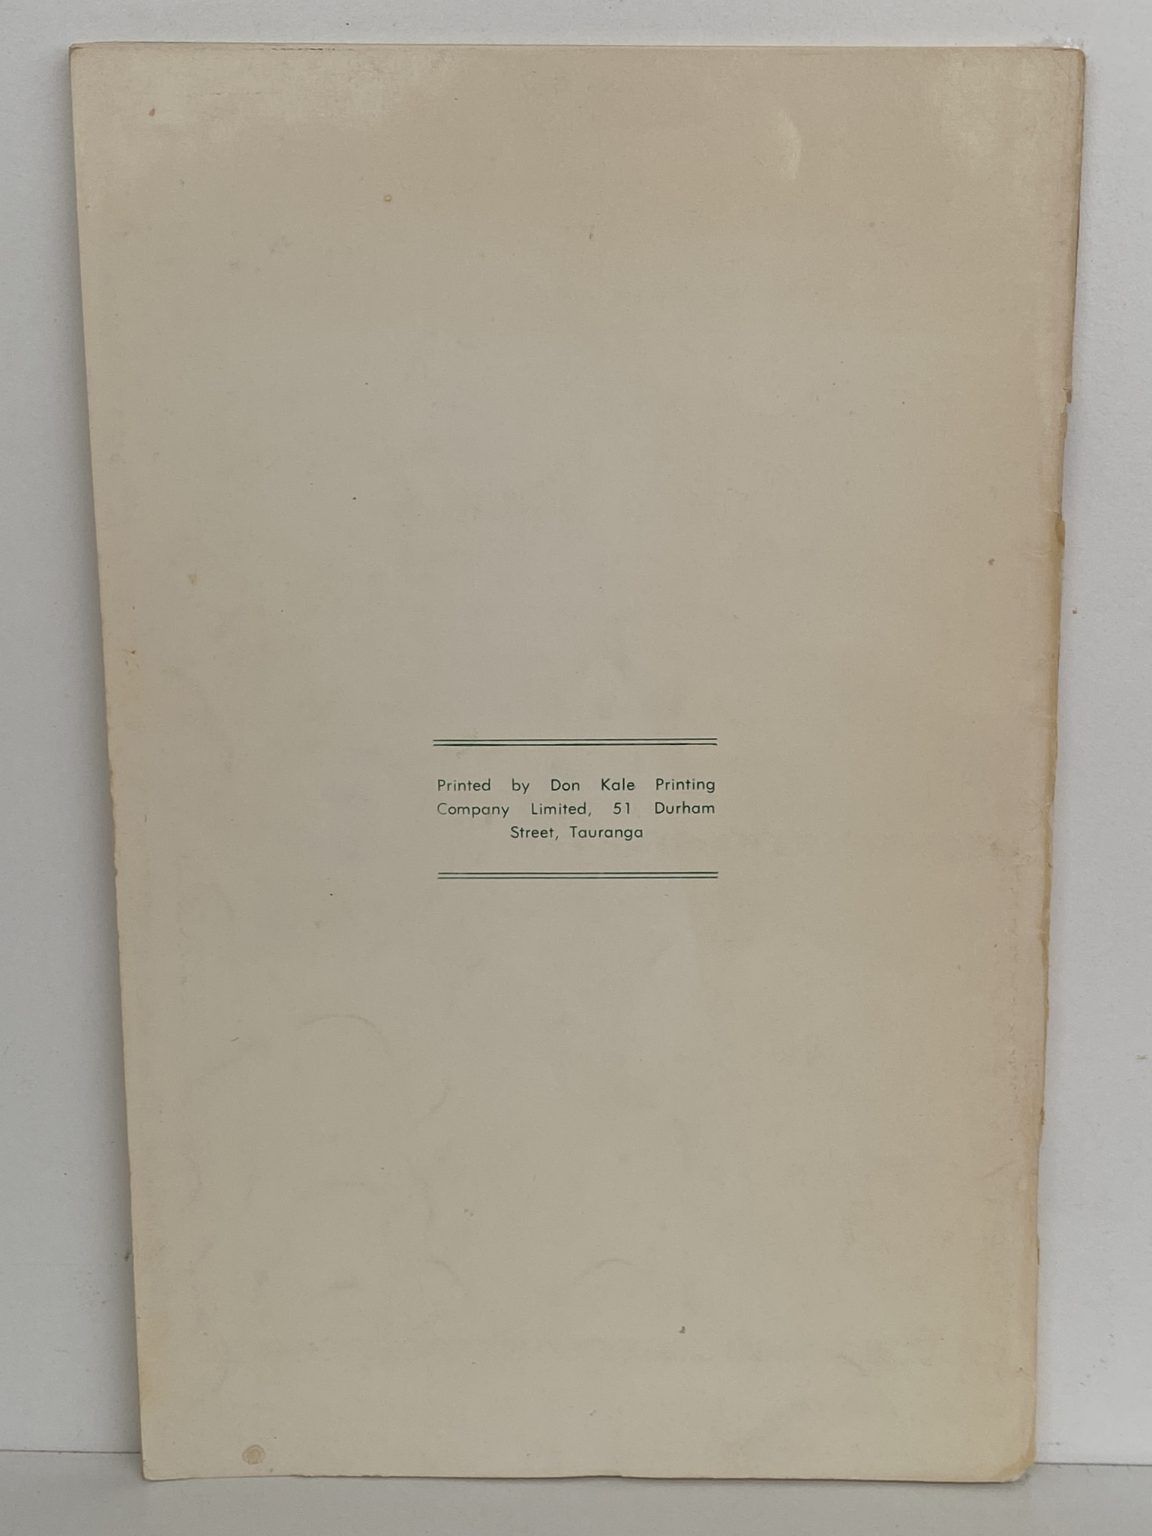 Printed by Don Kale Printing
Company Limited, 51 Durham
Street, Tauranga